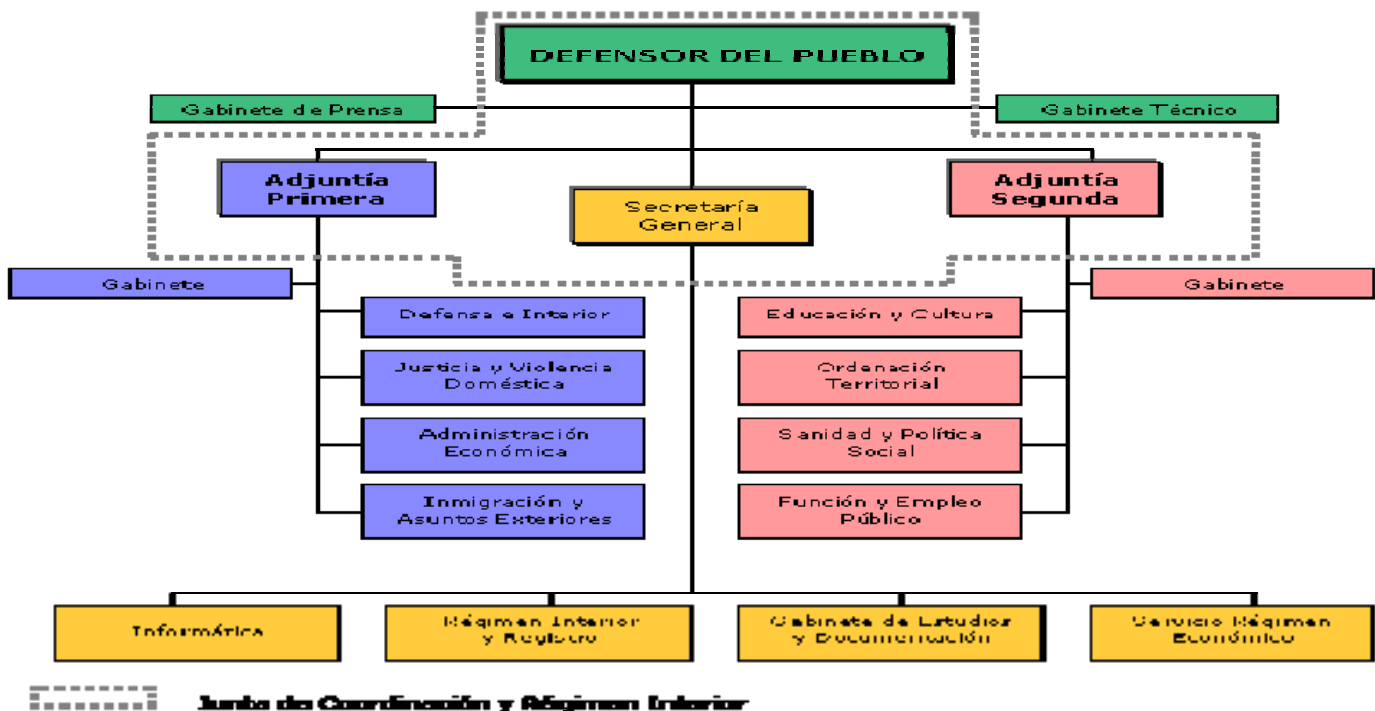 DEFENSOR DEL PUEBLO
Gabinete de Prensa
Gabinete Técnico
Adjuntía
Primera
Secretaría
General
Adjuntía
Segunda
Gabinete
Gabinete
Defensa e Interior
Educación y Cultura
Justicia y Violencia
Doméstica
Ordenación
Territorial
Administración
Económica
Sanidad y Política
Social
Inmigración y
Asuntos Exteriores
Función y Empleo
Público
Informática
Régimen Interior
y Registro
Gabinete de Estudios
y Documentación
Servicio Régimen
Económico
Junta de Coordinación y Régimen Interior